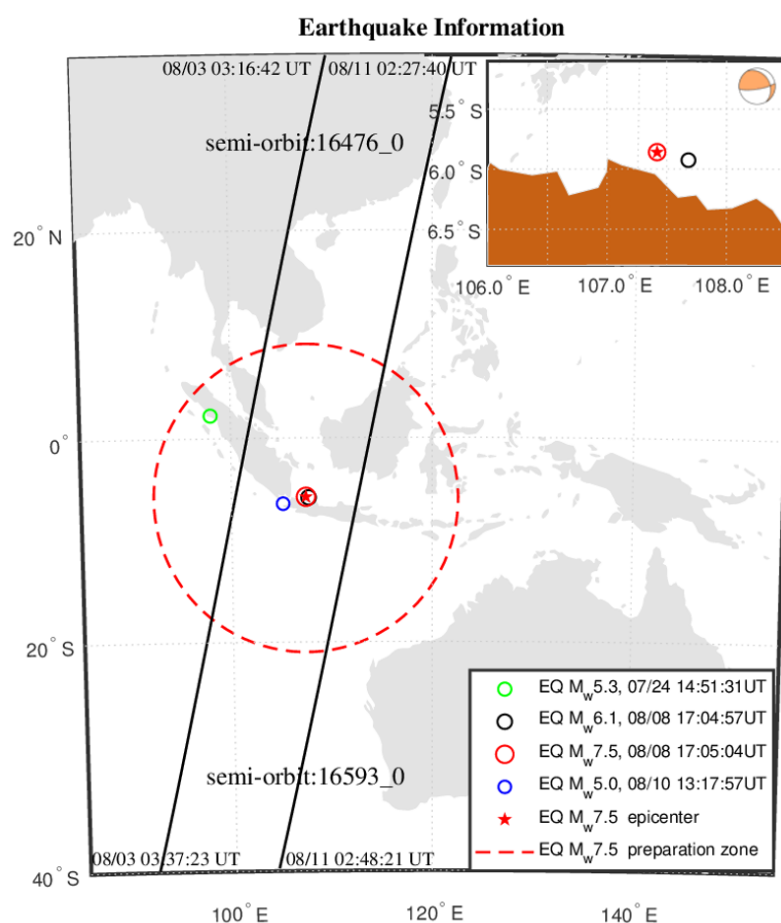 Earthquake Information
08/03 03:16:42 UT
08/11 02:27:40 UT
semi-orbit:16476_0
5.5° S
6.0° S
6.5° S
106.0° E
107.0° E
108.0° E
20° N
0°
20° S
40° S
semi-orbit:16593_0
08/03 03:37:23 UT
08/11 02:48:21 UT
EQ Mw5.3, 07/24 14:51:31UT
EQ Mw6.1, 08/08 17:04:57UT
EQ Mw7.5, 08/08 17:05:04UT
EQ Mw5.0, 08/10 13:17:57UT
EQ Mw7.5 epicenter
EQ Mw7.5 preparation zone
100° E
120° E
140° E